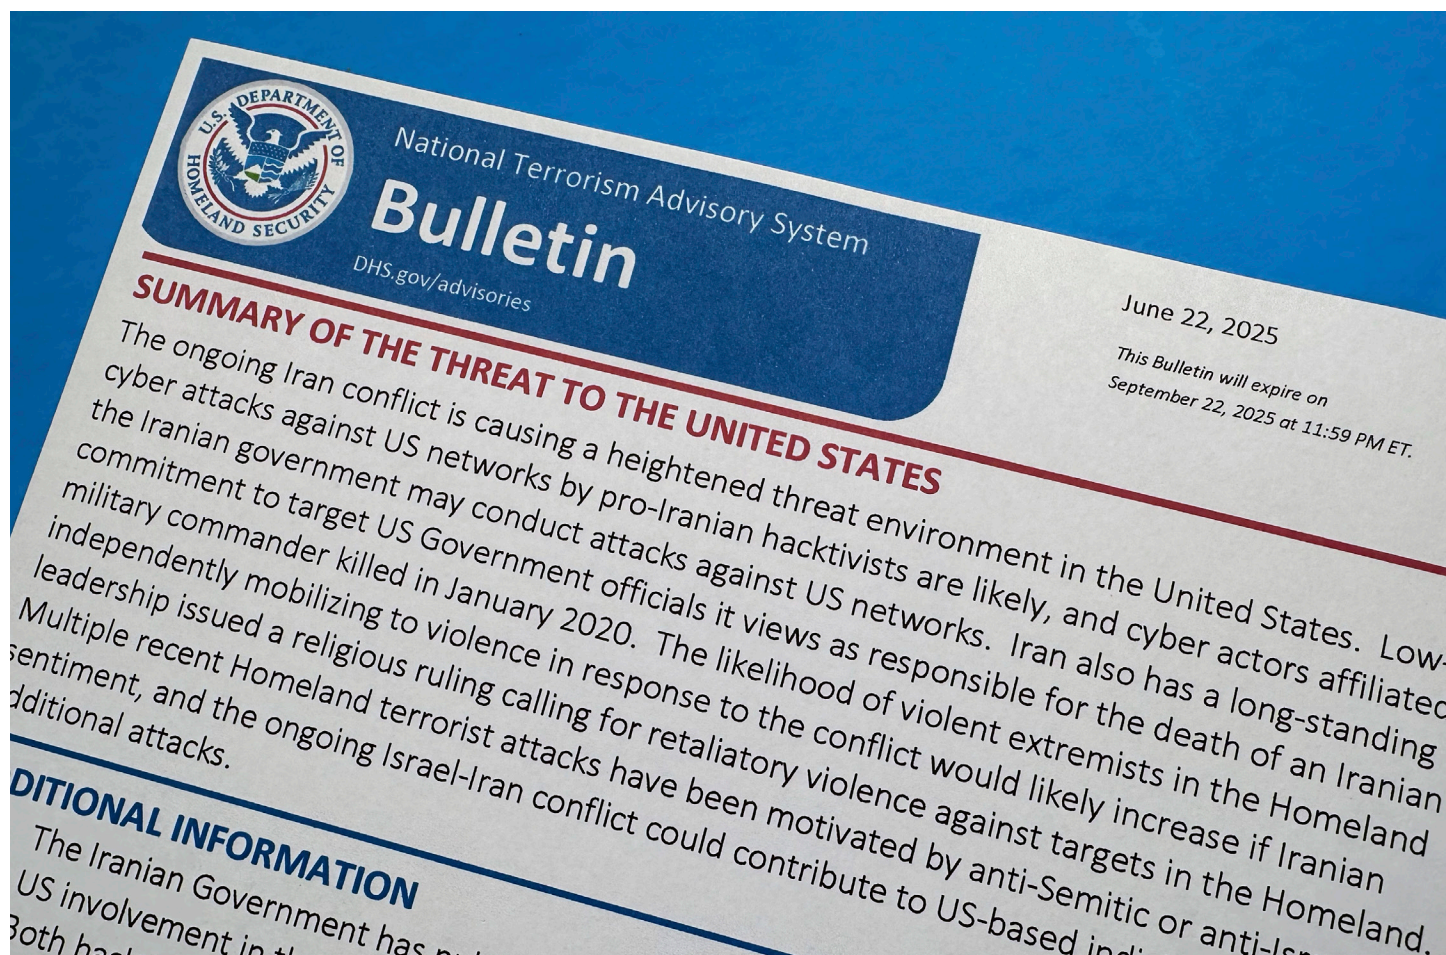 U.S. DEPARTMENT OF HOMELAND SECURITY
National Terrorism Advisory System
Bulletin
DHS.gov/advisories
June 22, 2025
This Bulletin will expire on
September 22, 2025 at 11:59 PM ET.
SUMMARY OF THE THREAT TO THE UNITED STATES
The ongoing Iran conflict is causing a heightened threat environment in the United States. Low-
cyber attacks against US networks by pro-Iranian hacktivists are likely, and cyber actors affiliated
the Iranian government may conduct attacks against US networks. Iran also has a long-standing
commitment to target US Government officials it views as responsible for the death of an Iranian
military commander killed in January 2020. The likelihood of violent extremists in the Homeland
independently mobilizing to violence in response to the conflict would likely increase if Iranian
leadership issued a religious ruling calling for retaliatory violence against targets in the Homeland.
Multiple recent Homeland terrorist attacks have been motivated by anti-Semitic or anti-Isr
sentiment, and the ongoing Israel-Iran conflict could contribute to US-based indi
dditional attacks.
DITIONAL INFORMATION
The Iranian Government has
US involvement in
Both